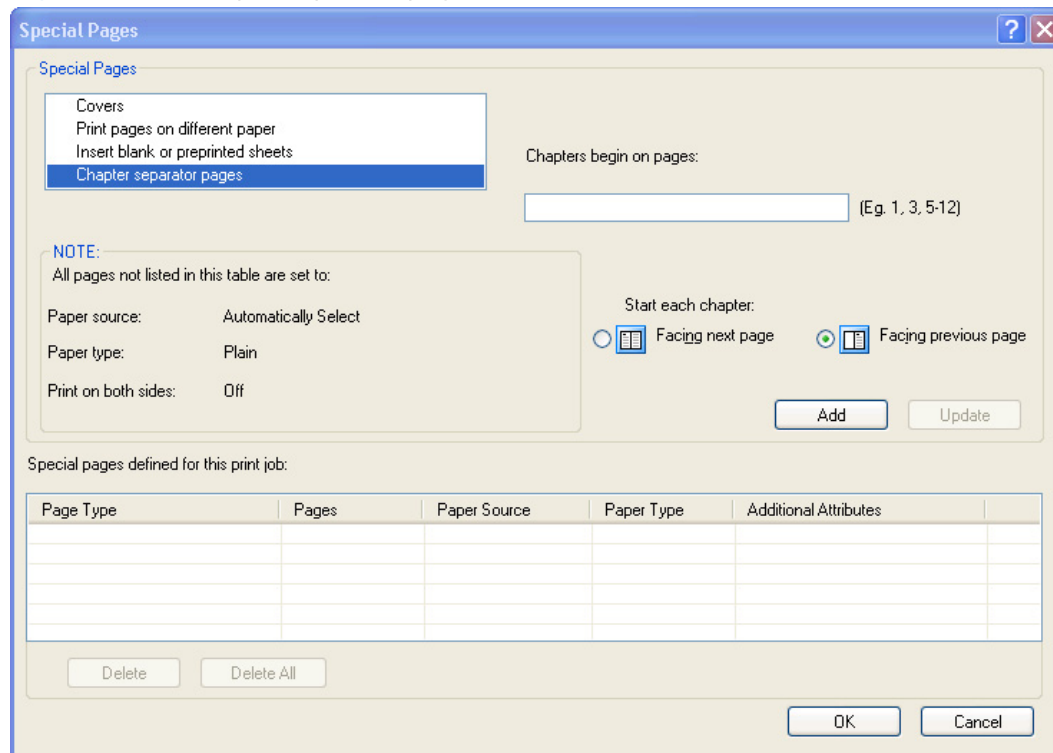 Special Pages
Special Pages
Covers
Print pages on different paper
Insert blank or preprinted sheets
Chapter separator pages
Chapters begin on pages:
(Eg. 1, 3, 5-12)
NOTE:
All pages not listed in this table are set to:
Paper source: Automatically Select
Paper type: Plain
Print on both sides: Off
Start each chapter:
Facing next page Facing previous page
Add Update
Special pages defined for this print job:
Page Type Pages Paper Source Paper Type Additional Attributes
Delete Delete All
OK Cancel